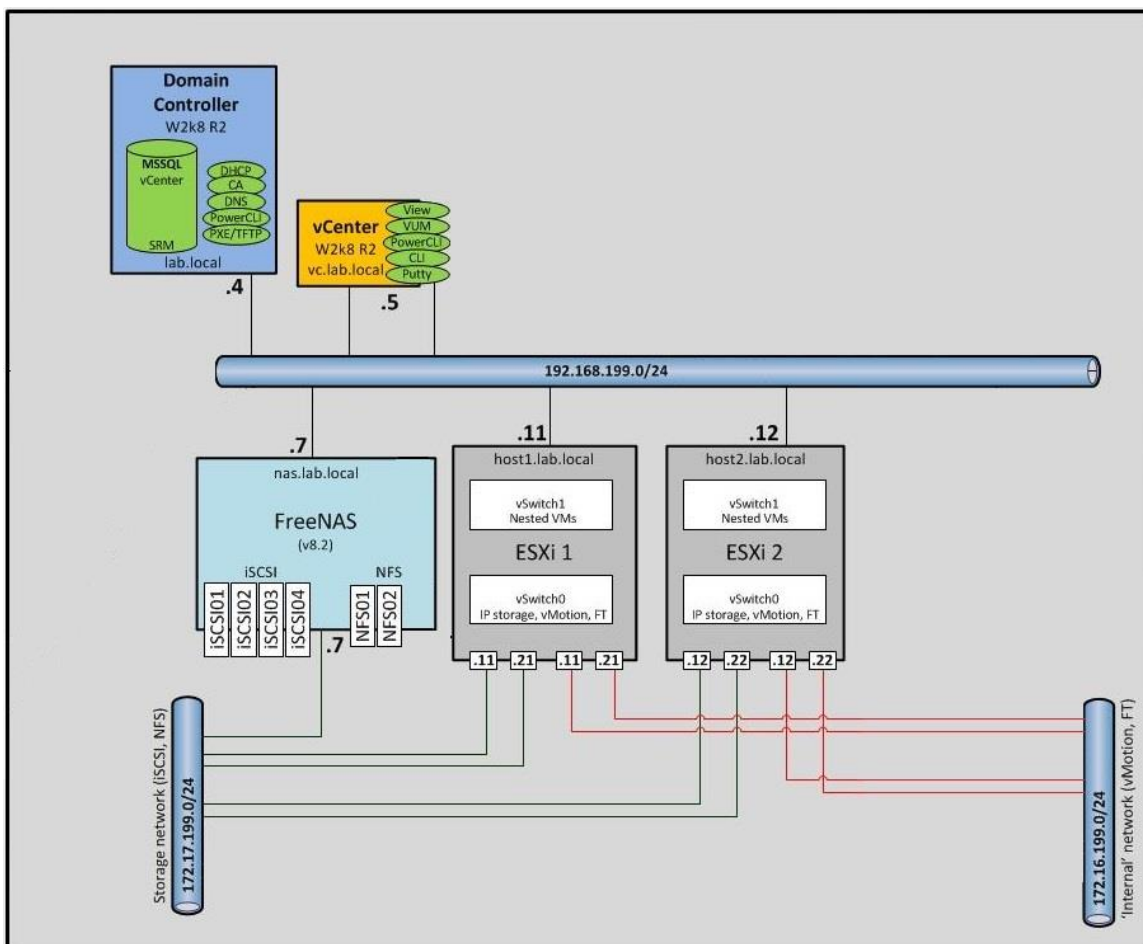 Domain
Controller
W2k8 R2
MSSQL
vCenter
SRM
DHCP
CA
DNS
PowerCLI
PXE/TFTP
lab.local
.4
vCenter
W2k8 R2
vc.lab.local
View
VUM
PowerCLI
CLI
Putty
.5
192.168.199.0/24
.7
nas.lab.local
FreeNAS
(v8.2)
iSCSI
NFS
iSCSI01
iSCSI02
iSCSI03
iSCSI04
NFS01
NFS02
.7
.11
host1.lab.local
vSwitch1
Nested VMs
ESXi 1
vSwitch0
IP storage, vMotion, FT
.11
.21
.11
.21
.12
host2.lab.local
vSwitch1
Nested VMs
ESXi 2
vSwitch0
IP storage, vMotion, FT
.12
.22
.12
.22
Storage network (iSCSI, NFS)
172.17.199.0/24
172.16.199.0/24
'Internal' network (vMotion, FT)